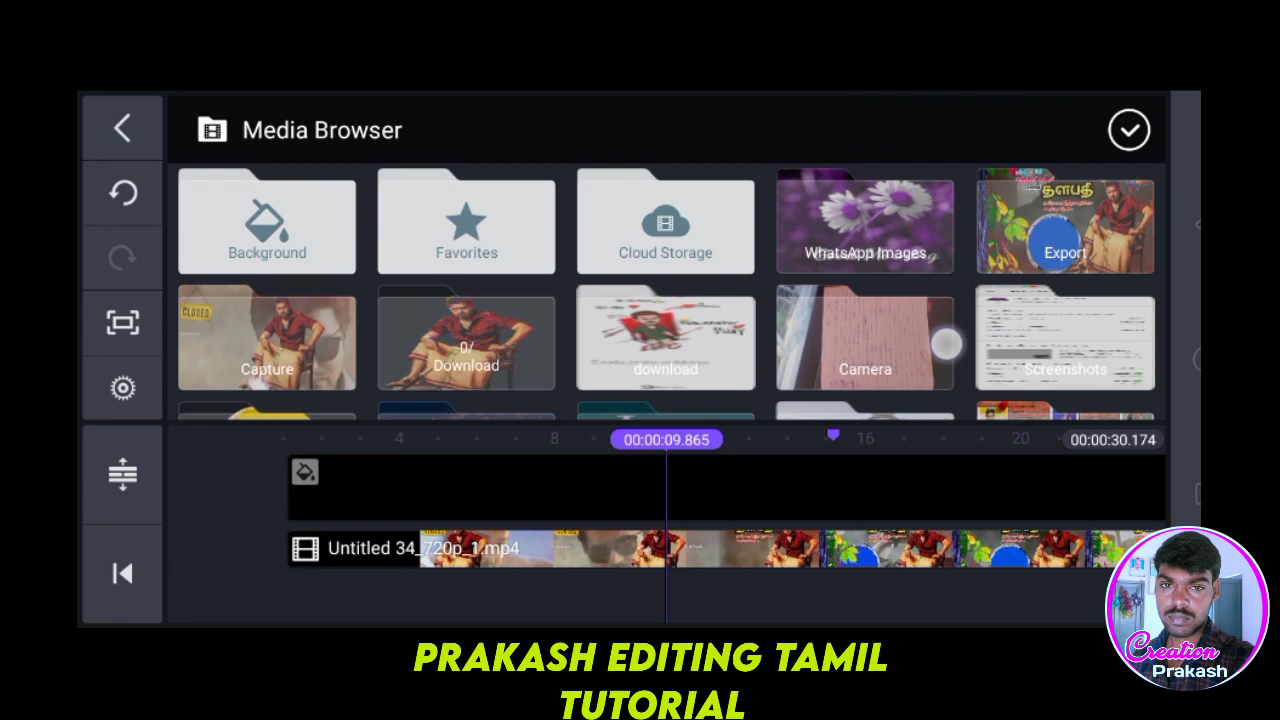 Media Browser
Background
Favorites
Cloud Storage
WhatsApp Images
தளபதி
Export
CLOSED
Capture
0/
Download
download
Camera
Screenshots
4
8
00:00:09.865
16
20
00:00:30.174
Untitled 34_720p_1.mp4
Creation
Prakash
PRAKASH EDITING TAMIL
TUTORIAL